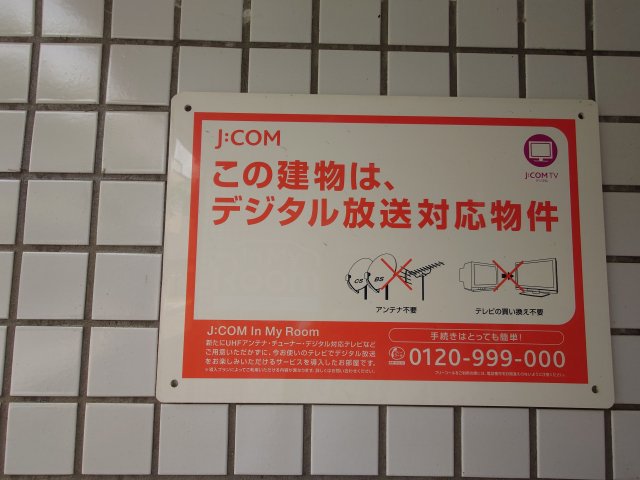 J:COM
この建物は、
デジタル放送対応物件
J:COM TV
デジタル
CS
BS
アンテナ不要
テレビの買い換え不要
J:COM In My Room
新たにUHFアンテナ・チューナー・デジタル対応テレビなど
ご用意いただかずに、今お使いのテレビでデジタル放送
をお楽しみいただけるサービスを導入したお部屋です。
手続きはとっても簡単!
0120-999-000